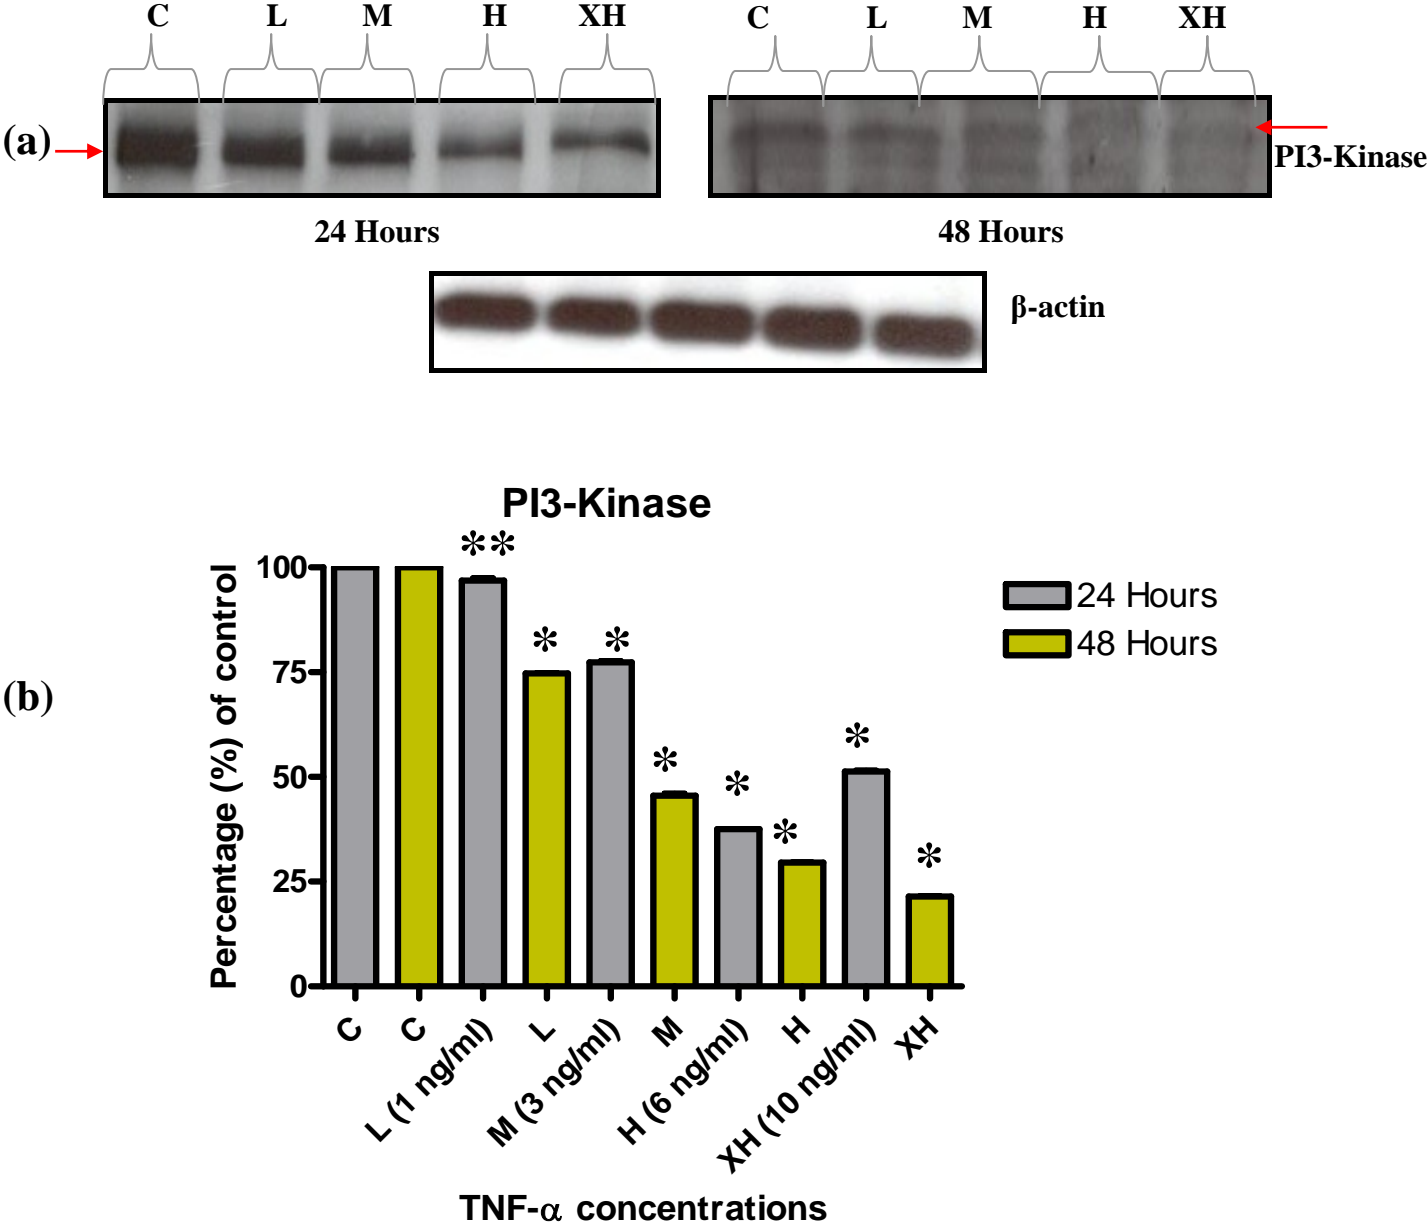 C L M H XH C L M H XH
(a)
PI3-Kinase
24 Hours 48 Hours
β-actin
PI3-Kinase
(b)
Percentage (%) of control
100
75
50
25
0
** * * * * * * *
24 Hours
48 Hours
C C L (1 ng/ml) L M (3 ng/ml) M H (6 ng/ml) H XH (10 ng/ml) XH
TNF-α concentrations